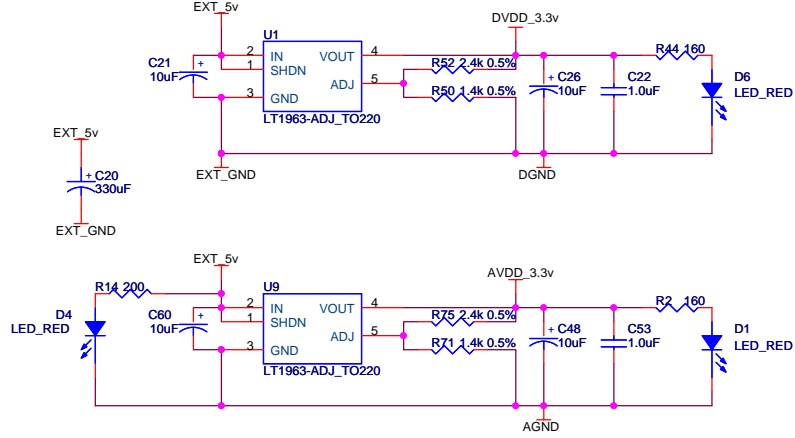 EXT_5v
DVDD_3.3v
U1
C21
10uF
2 IN VOUT 4
1 SHDN
ADJ 5
3 GND
LT1963-ADJ_TO220
R52 2.4k 0.5%
R50 1.4k 0.5%
C26
10uF
C22
1.0uF
R44 160
D6
LED_RED
EXT_GND
DGND
EXT_5v
C20
330uF
EXT_GND
EXT_5v
AVDD_3.3v
R14 200
D4
LED_RED
C60
10uF
U9
2 IN VOUT 4
1 SHDN
ADJ 5
3 GND
LT1963-ADJ_TO220
R75 2.4k 0.5%
R71 1.4k 0.5%
C48
10uF
C53
1.0uF
R2 160
D1
LED_RED
AGND